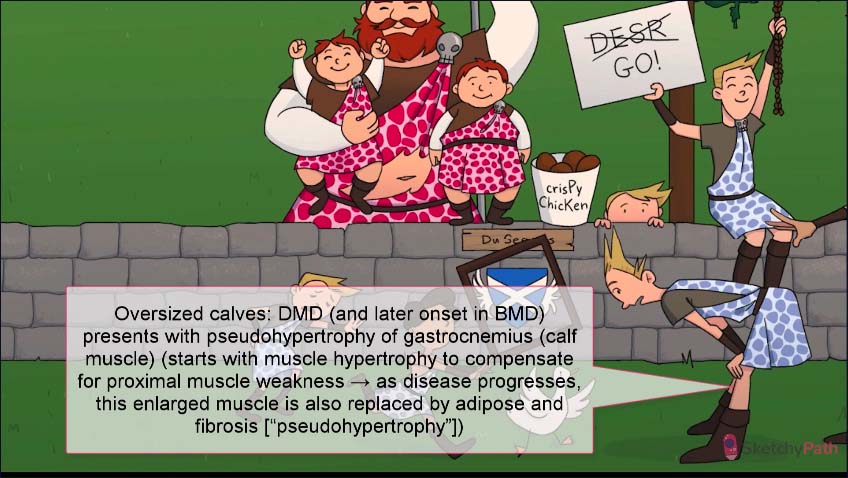 DESR
GO!
crisPy
ChicKen
Du
Oversized calves: DMD (and later onset in BMD)
presents with pseudohypertrophy of gastrocnemius (calf
muscle) (starts with muscle hypertrophy to compensate
for proximal muscle weakness → as disease progresses,
this enlarged muscle is also replaced by adipose and
fibrosis [“pseudohypertrophy”])
SketchyPath